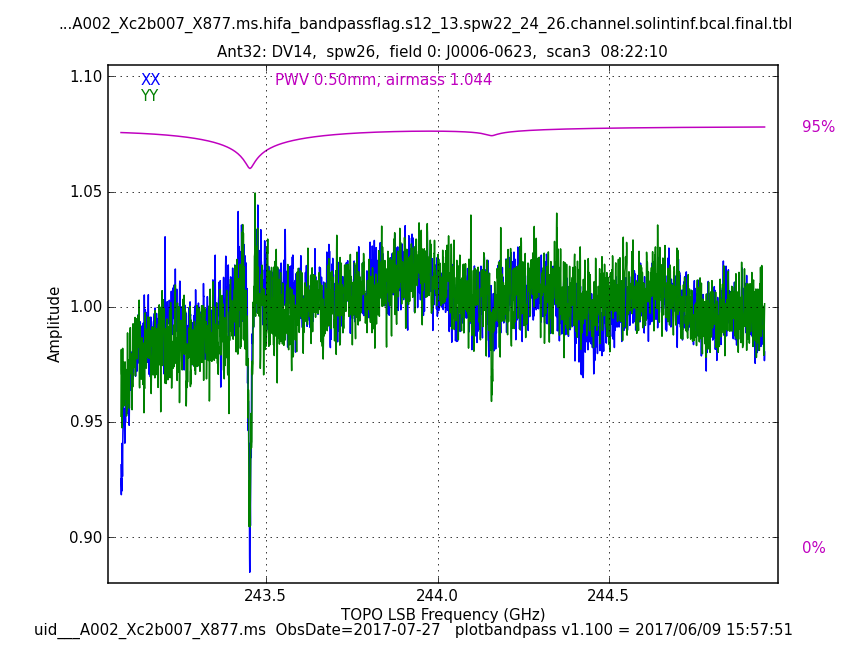 ...A002_Xc2b007_X877.ms.hifa_bandpassflag.s12_13.spw22_24_26.channel.solintinf.bcal.final.tbl
Ant32: DV14,  spw26,  field 0: J0006-0623,  scan3  08:22:10
XX
YY
PWV 0.50mm, airmass 1.044
95%
0%
1.10
1.05
1.00
0.95
0.90
Amplitude
243.5
244.0
244.5
TOPO LSB Frequency (GHz)
uid___A002_Xc2b007_X877.ms  ObsDate=2017-07-27   plotbandpass v1.100 = 2017/06/09 15:57:51